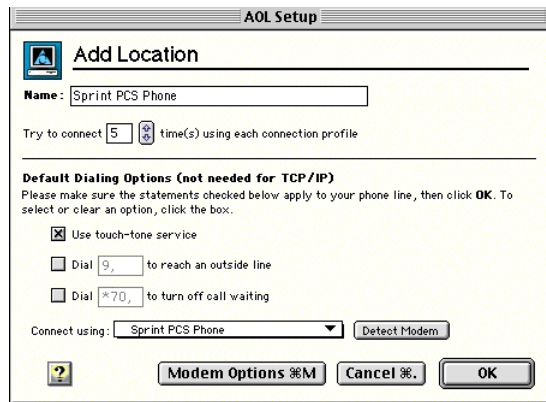 AOL Setup
Add Location
Name: Sprint PCS Phone
Try to connect 5 time(s) using each connection profile
Default Dialing Options (not needed for TCP/IP)
Please make sure the statements checked below apply to your phone line, then click OK. To
select or clear an option, click the box.
Use touch-tone service
Dial 9, to reach an outside line
Dial *70, to turn off call waiting
Connect using: Sprint PCS Phone Detect Modem
? Modem Options ⌘M Cancel ⌘. OK